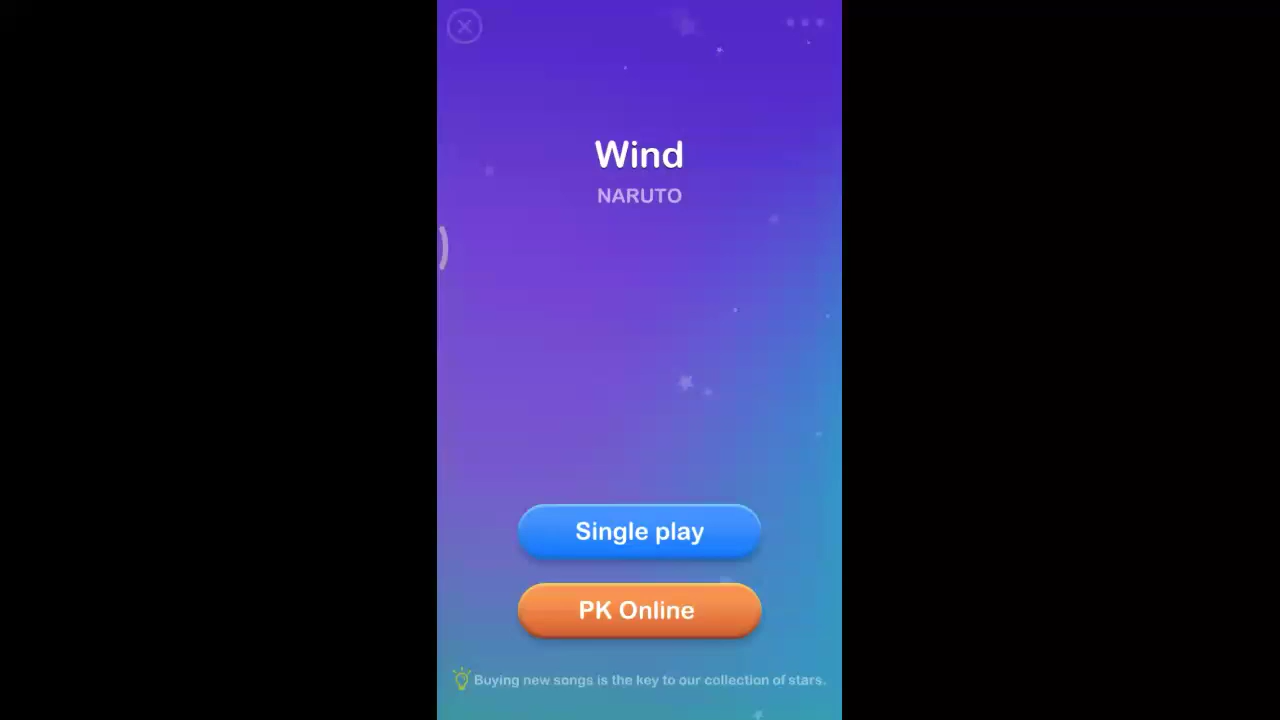 Wind
NARUTO
Single play
PK Online
Buying new songs is the key to our collection of stars.